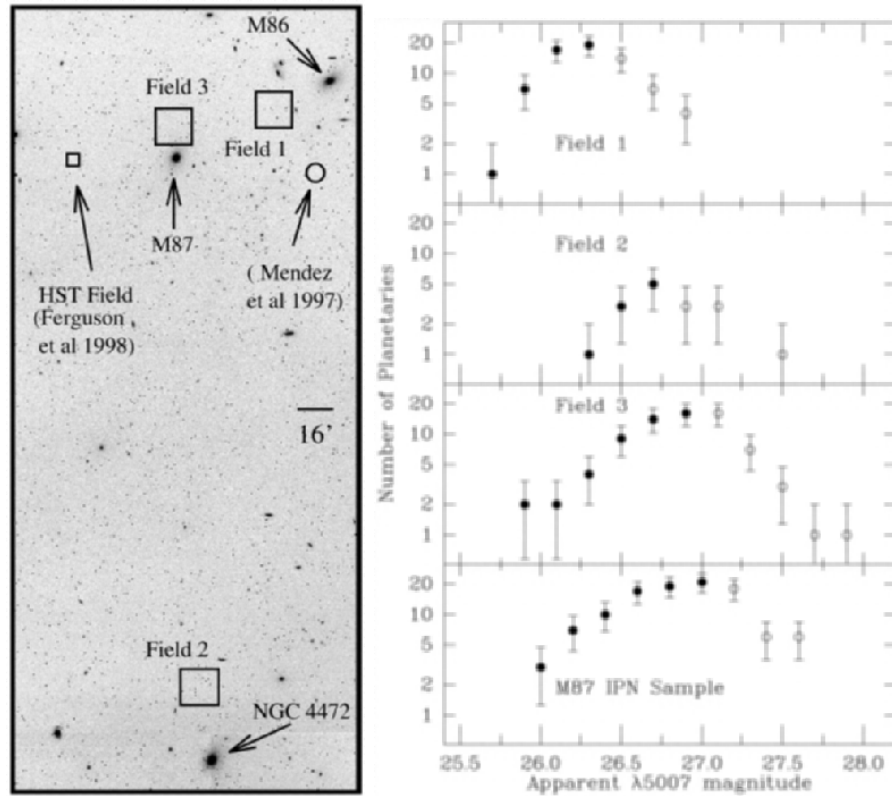 M86
Field 3
Field 1
M87
( Mendez
et al 1997)
HST Field
(Ferguson
et al 1998)
16'
Field 2
NGC 4472
Number of Planetaries
20
10
5
2
1
Field 1
20
10
5
2
1
Field 2
20
10
5
2
1
Field 3
20
10
5
2
1
M87 IPN Sample
25.5 26.0 26.5 27.0 27.5 28.0
Apparent λ5007 magnitude